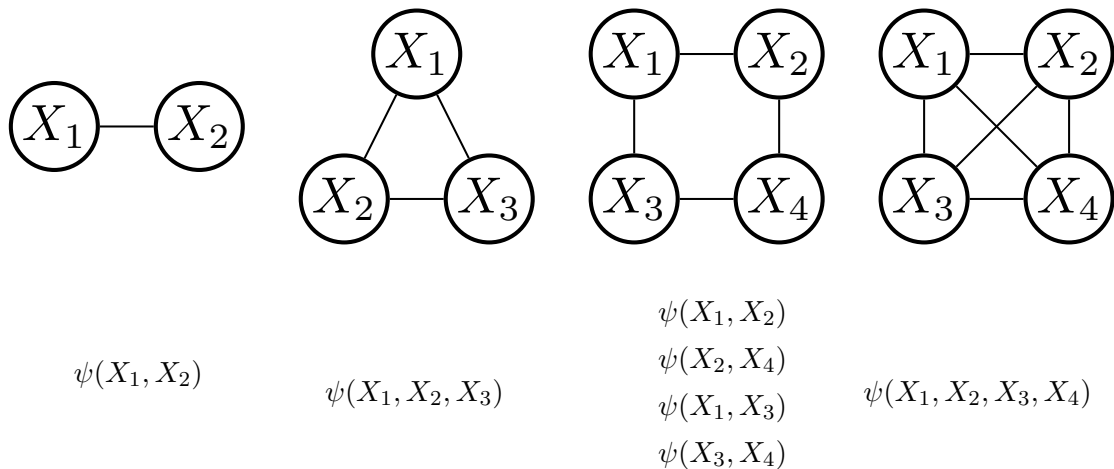 X₁ X₂
X₁
X₂ X₃
X₁ X₂
X₃ X₄
X₁ X₂
X₃ X₄
ψ(X₁, X₂)
ψ(X₁, X₂, X₃)
ψ(X₁, X₂)
ψ(X₂, X₄)
ψ(X₁, X₃)
ψ(X₃, X₄)
ψ(X₁, X₂, X₃, X₄)